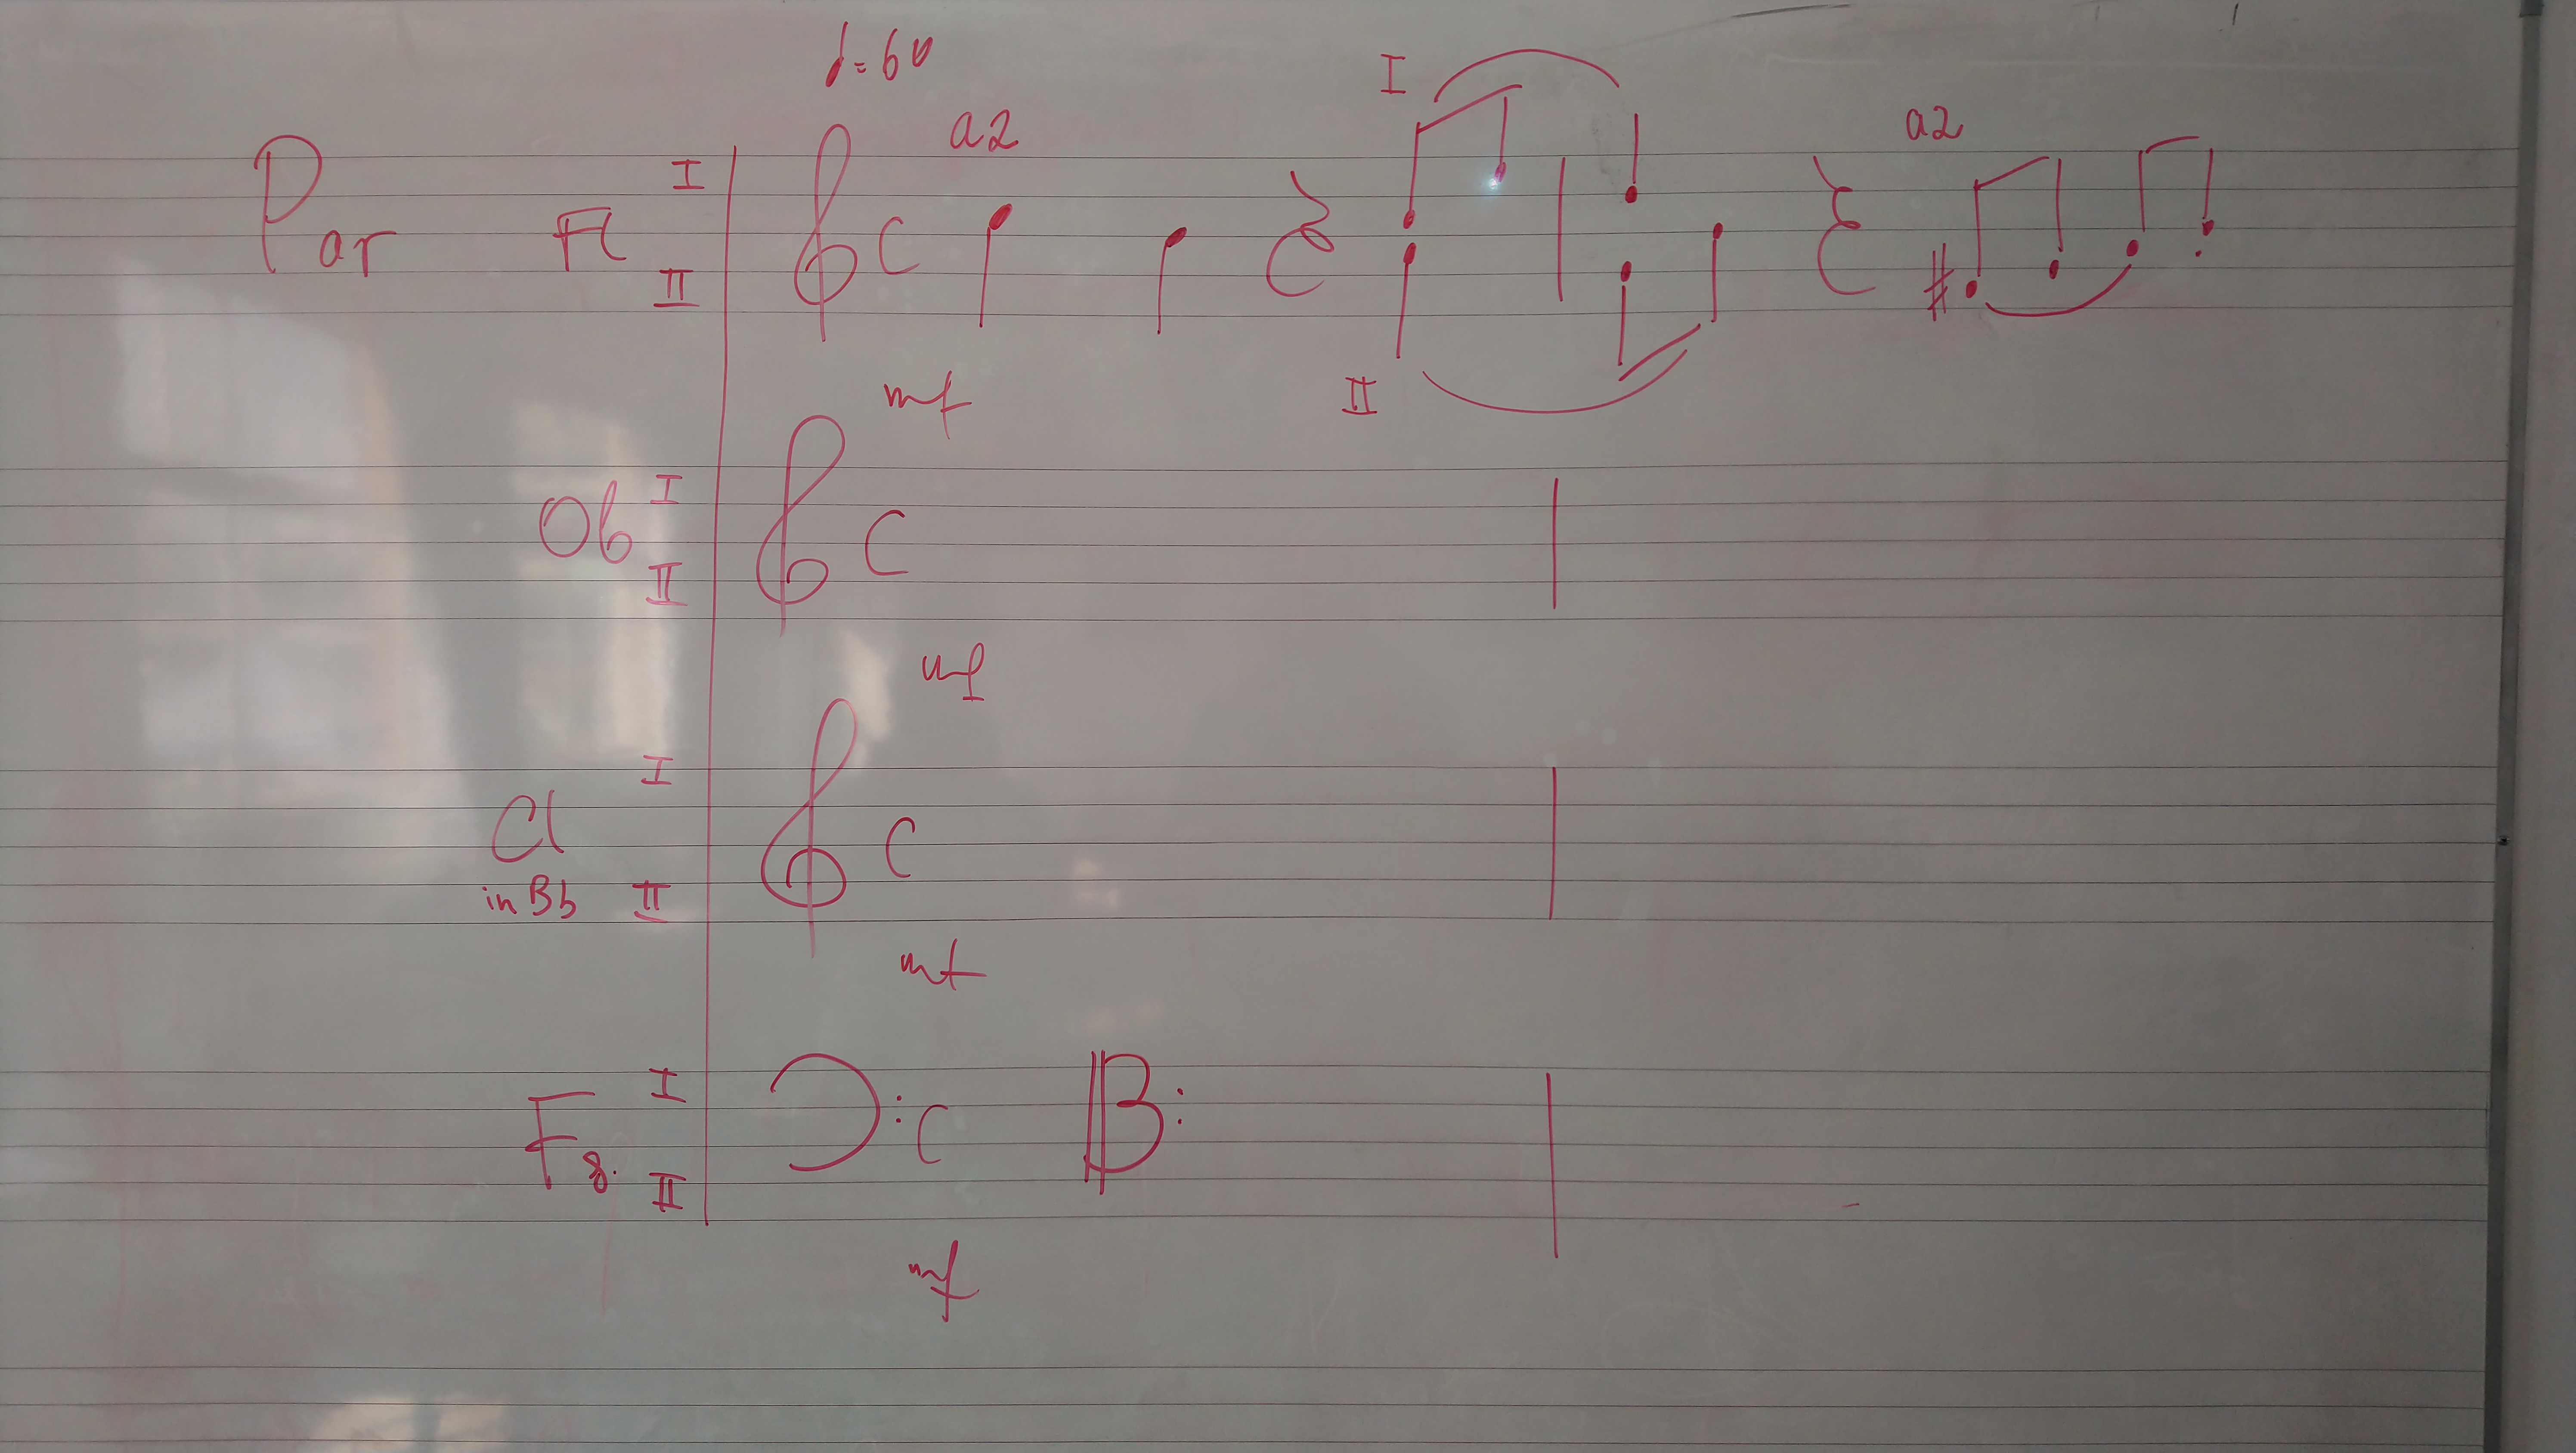 ♩=60
a2 I a2
Par Fl I II C
mf II
Ob I II C
mf
Cl in Bb I II C
mf
Fg. I II C B:
mf